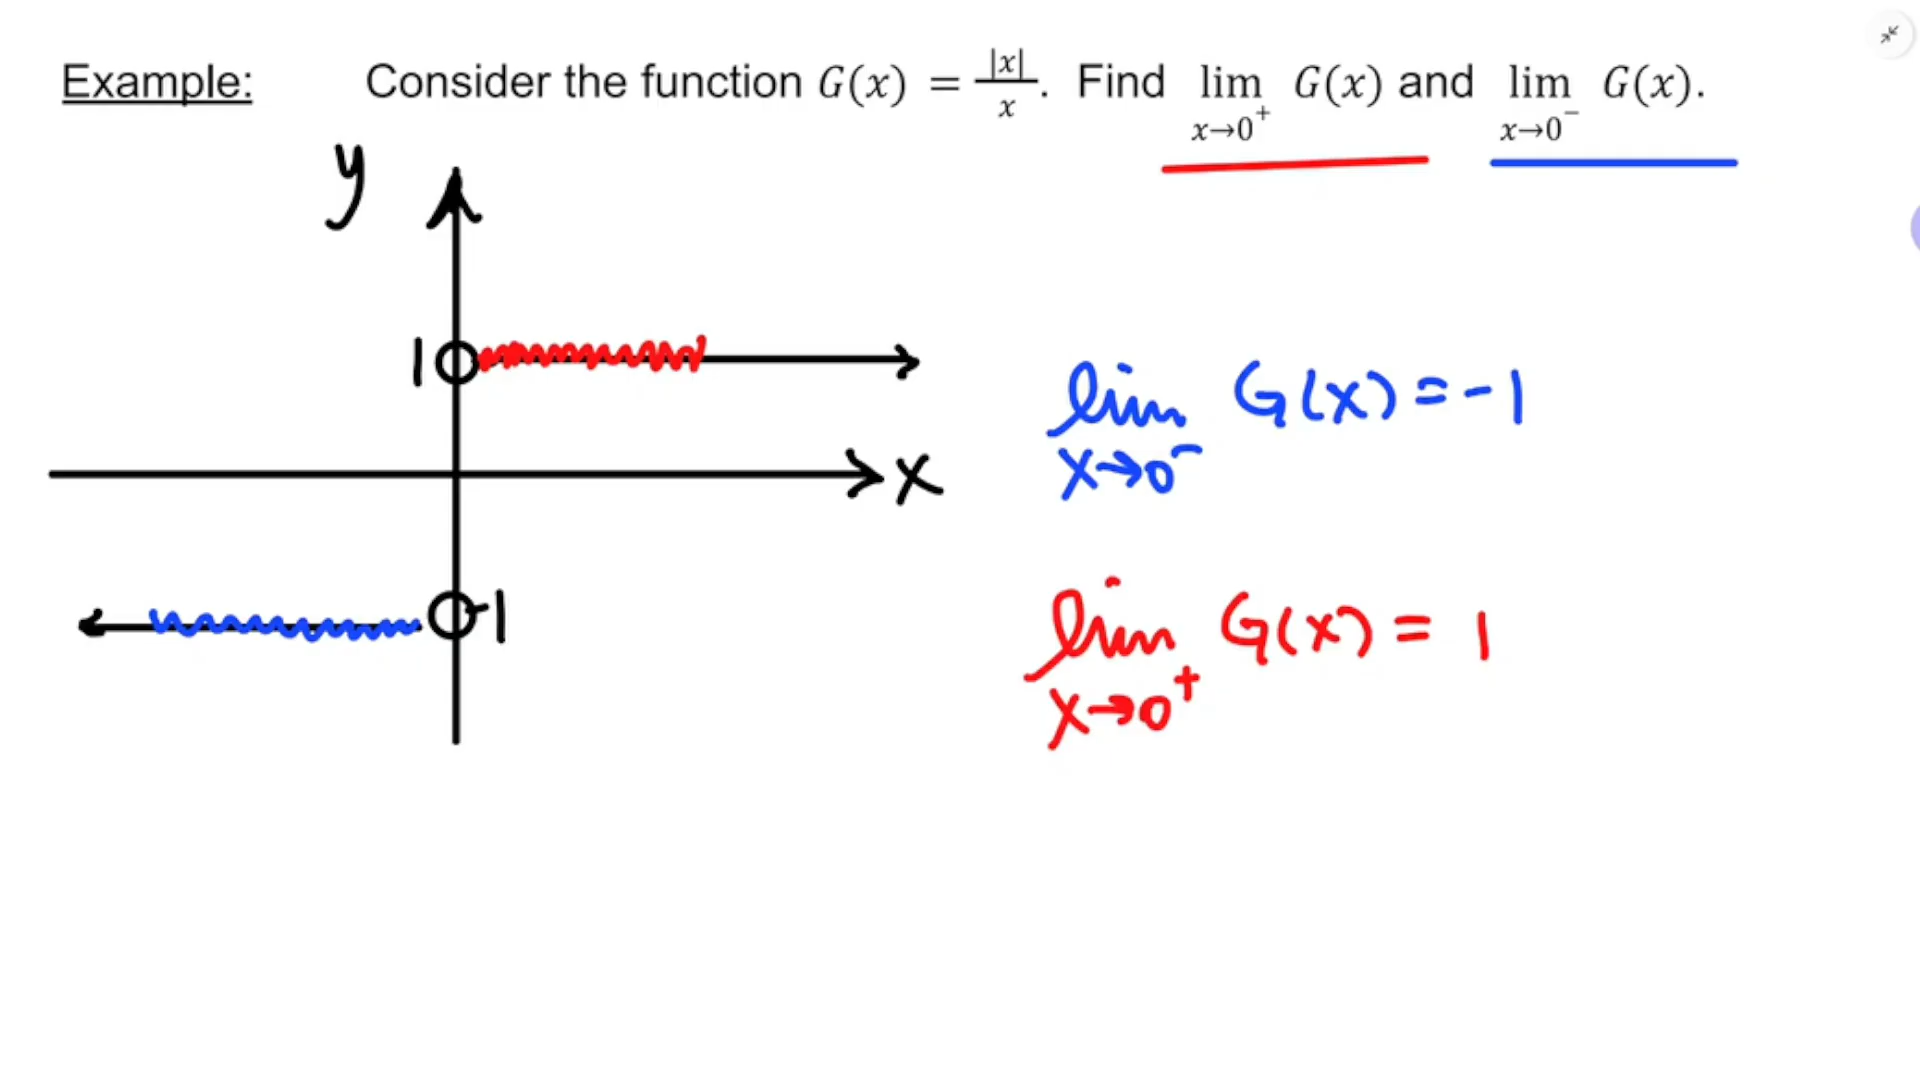 Example: Consider the function G(x) = |x|/x. Find lim x→0⁺ G(x) and lim x→0⁻ G(x).
y
1
x
-1
lim x→0⁻ G(x) = -1
lim x→0⁺ G(x) = 1